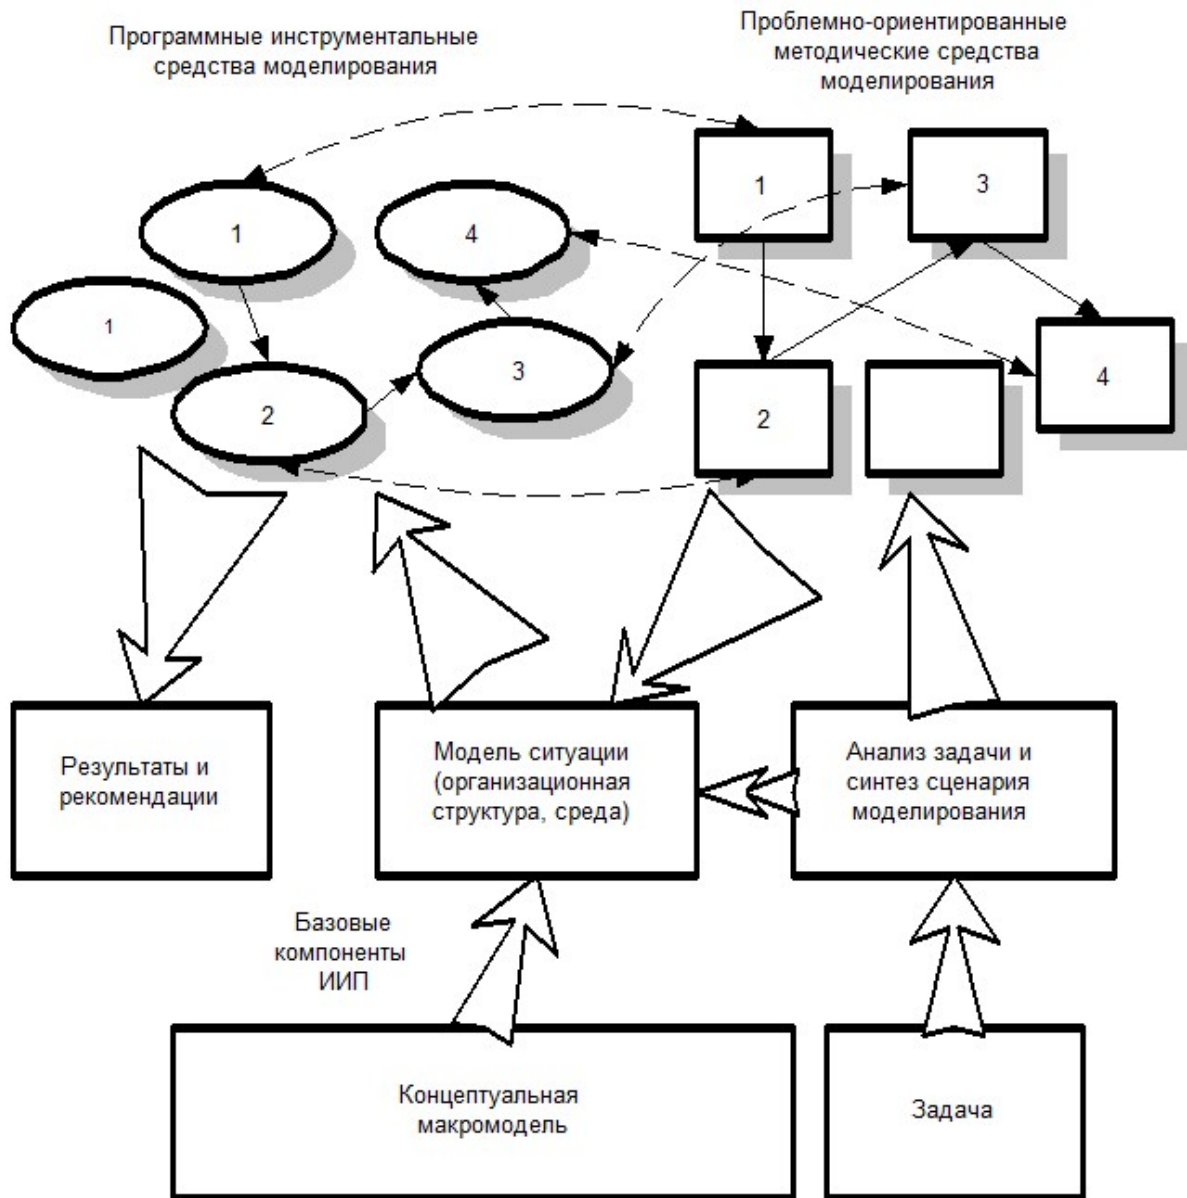 Программные инструментальные
средства моделирования
Проблемно-ориентированные
методические средства
моделирования
1
3
1
4
1
3
2
2
4
Результаты и
рекомендации
Модель ситуации
(организационная
структура, среда)
Анализ задачи и
синтез сценария
моделирования
Базовые
компоненты
ИИП
Концептуальная
макромодель
Задача